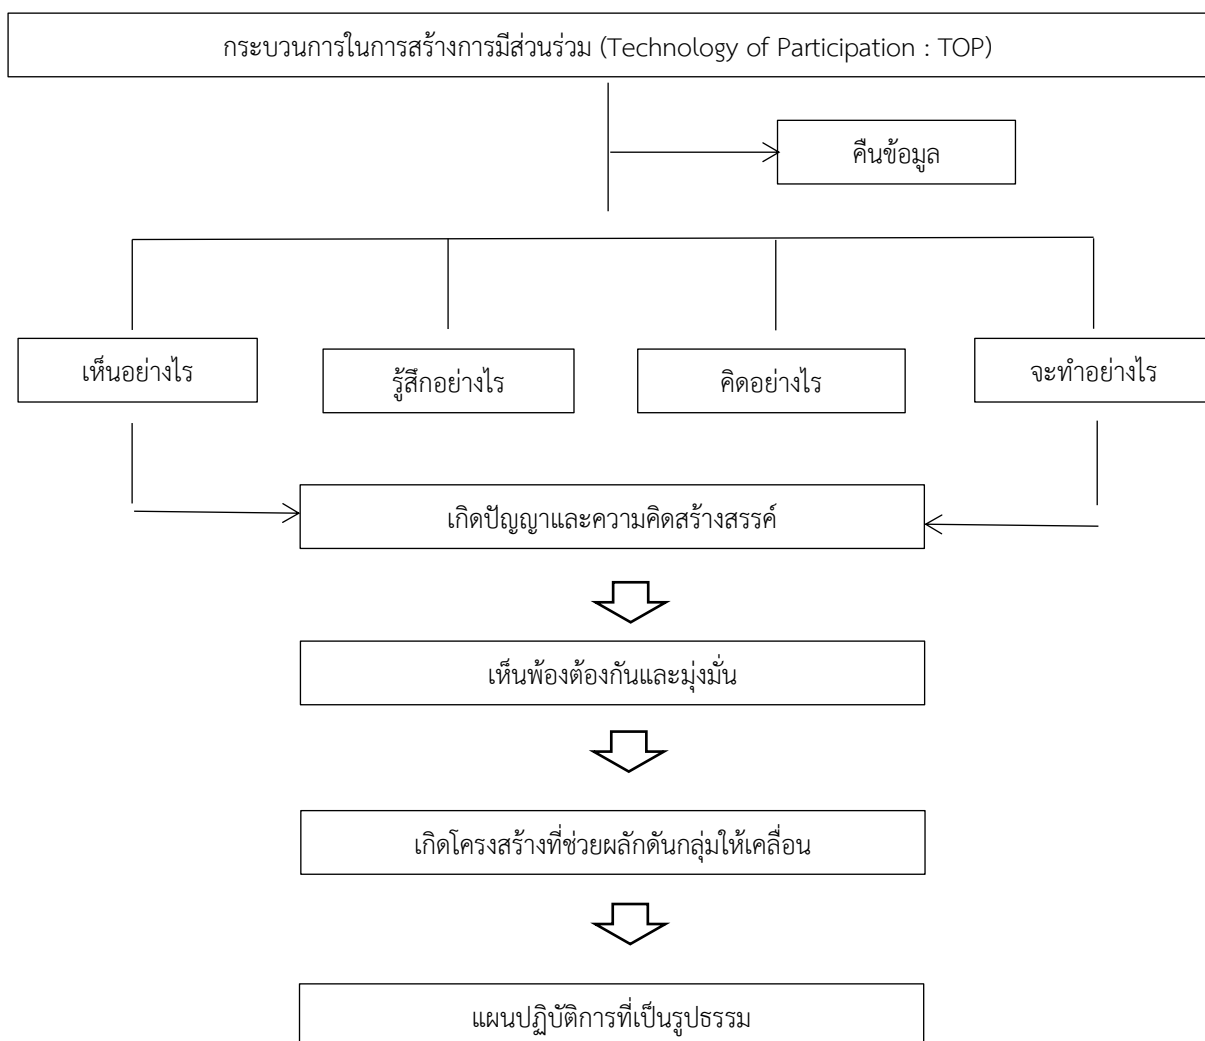 กระบวนการในการสร้างการมีส่วนร่วม (Technology of Participation : TOP)
คืนข้อมูล
เห็นอย่างไร
รู้สึกอย่างไร
คิดอย่างไร
จะทำอย่างไร
เกิดปัญญาและความคิดสร้างสรรค์
เห็นพ้องต้องกันและมุ่งมั่น
เกิดโครงสร้างที่ช่วยผลักดันกลุ่มให้เคลื่อน
แผนปฏิบัติการที่เป็นรูปธรรม